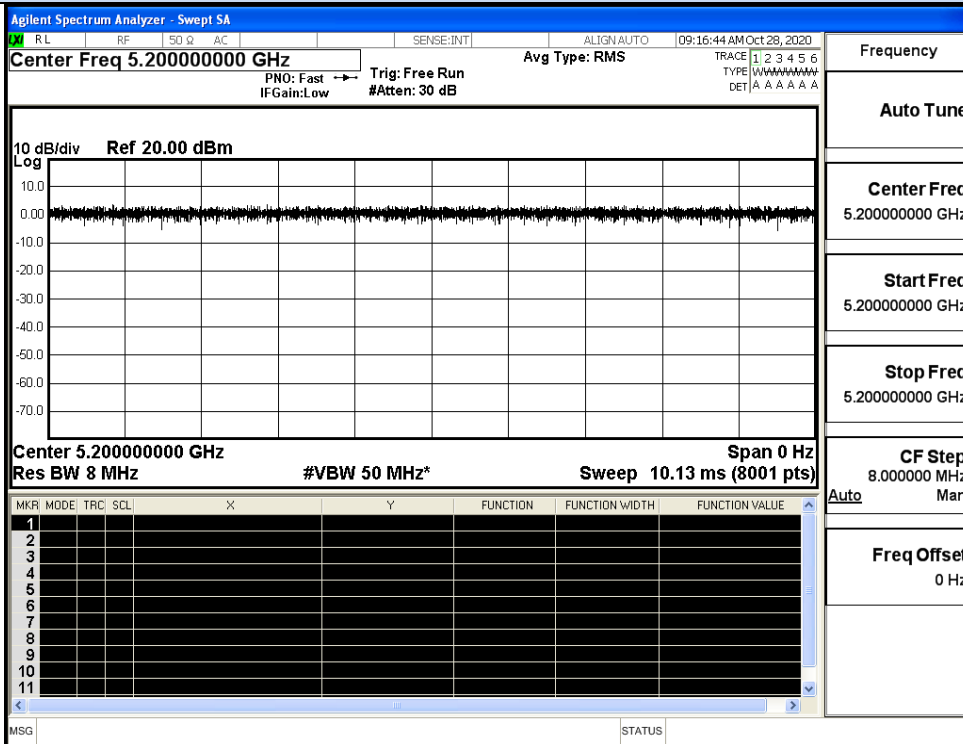 Agilent Spectrum Analyzer - Swept SA
LXI RL RF 50 Ω AC SENSE:INT ALIGNAUTO 09:16:44 AM Oct 28, 2020
Center Freq 5.200000000 GHz
Avg Type: RMS
TRACE 1 2 3 4 5 6
PNO: Fast Trig: Free Run
TYPE WWWWWW
IFGain:Low #Atten: 30 dB
DET A A A A A A
10 dB/div Ref 20.00 dBm
Log
10.0
0.00
-10.0
-20.0
-30.0
-40.0
-50.0
-60.0
-70.0
Center 5.200000000 GHz Span 0 Hz
Res BW 8 MHz #VBW 50 MHz* Sweep 10.13 ms (8001 pts)
MKR MODE TRC SCL X Y FUNCTION FUNCTION WIDTH FUNCTION VALUE
1
2
3
4
5
6
7
8
9
10
11
MSG STATUS
Frequency
Auto Tune
Center Freq
5.200000000 GHz
Start Freq
5.200000000 GHz
Stop Freq
5.200000000 GHz
CF Step
8.000000 MHz
Auto Man
Freq Offset
0 Hz